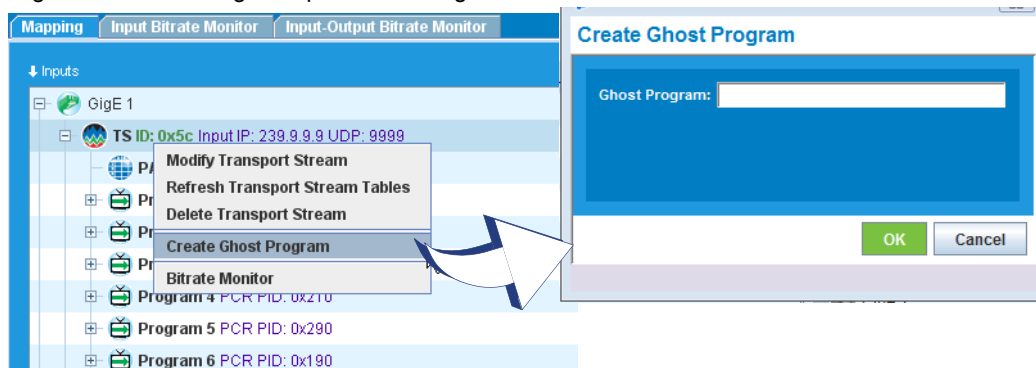 Mapping Input Bitrate Monitor Input-Output Bitrate Monitor
Inputs
GigE 1
TS ID: 0x5c Input IP: 239.9.9.9 UDP: 9999
Modify Transport Stream
Refresh Transport Stream Tables
Delete Transport Stream
Create Ghost Program
Bitrate Monitor
Program 4 PCR PID: 0x210
Program 5 PCR PID: 0x290
Program 6 PCR PID: 0x190
Create Ghost Program
Ghost Program:
OK Cancel